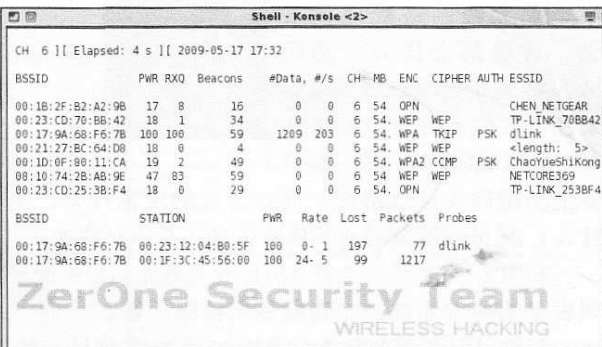 Shell - Konsole <2>
CH 6 ][ Elapsed: 4 s ][ 2009-05-17 17:32
BSSID PWR RXQ Beacons #Data, #/s CH MB ENC CIPHER AUTH ESSID
00:1B:2F:B2:A2:9B 17 8 16 0 0 6 54 OPN CHEN_NETGEAR
00:23:CD:70:BB:42 18 1 34 0 0 6 54. WEP WEP TP-LINK_70BB42
00:17:9A:68:F6:7B 100 100 59 1209 203 6 54. WPA TKIP PSK dlink
00:21:27:BC:64:D8 18 0 4 0 0 6 54 WEP WEP <length: 5>
00:1D:0F:80:11:CA 19 2 49 0 0 6 54. WPA2 CCMP PSK ChaoYueShiKong
08:10:74:2B:AB:9E 47 83 59 0 0 6 54 WEP WEP NETCORE369
00:23:CD:25:3B:F4 18 0 29 0 0 6 54. OPN TP-LINK_253BF4
BSSID STATION PWR Rate Lost Packets Probes
00:17:9A:68:F6:7B 00:23:12:04:B0:5F 100 0- 1 197 77 dlink
00:17:9A:68:F6:7B 00:1F:3C:45:56:00 100 24- 5 99 1217
ZerOne Security Team
WIRELESS HACKING